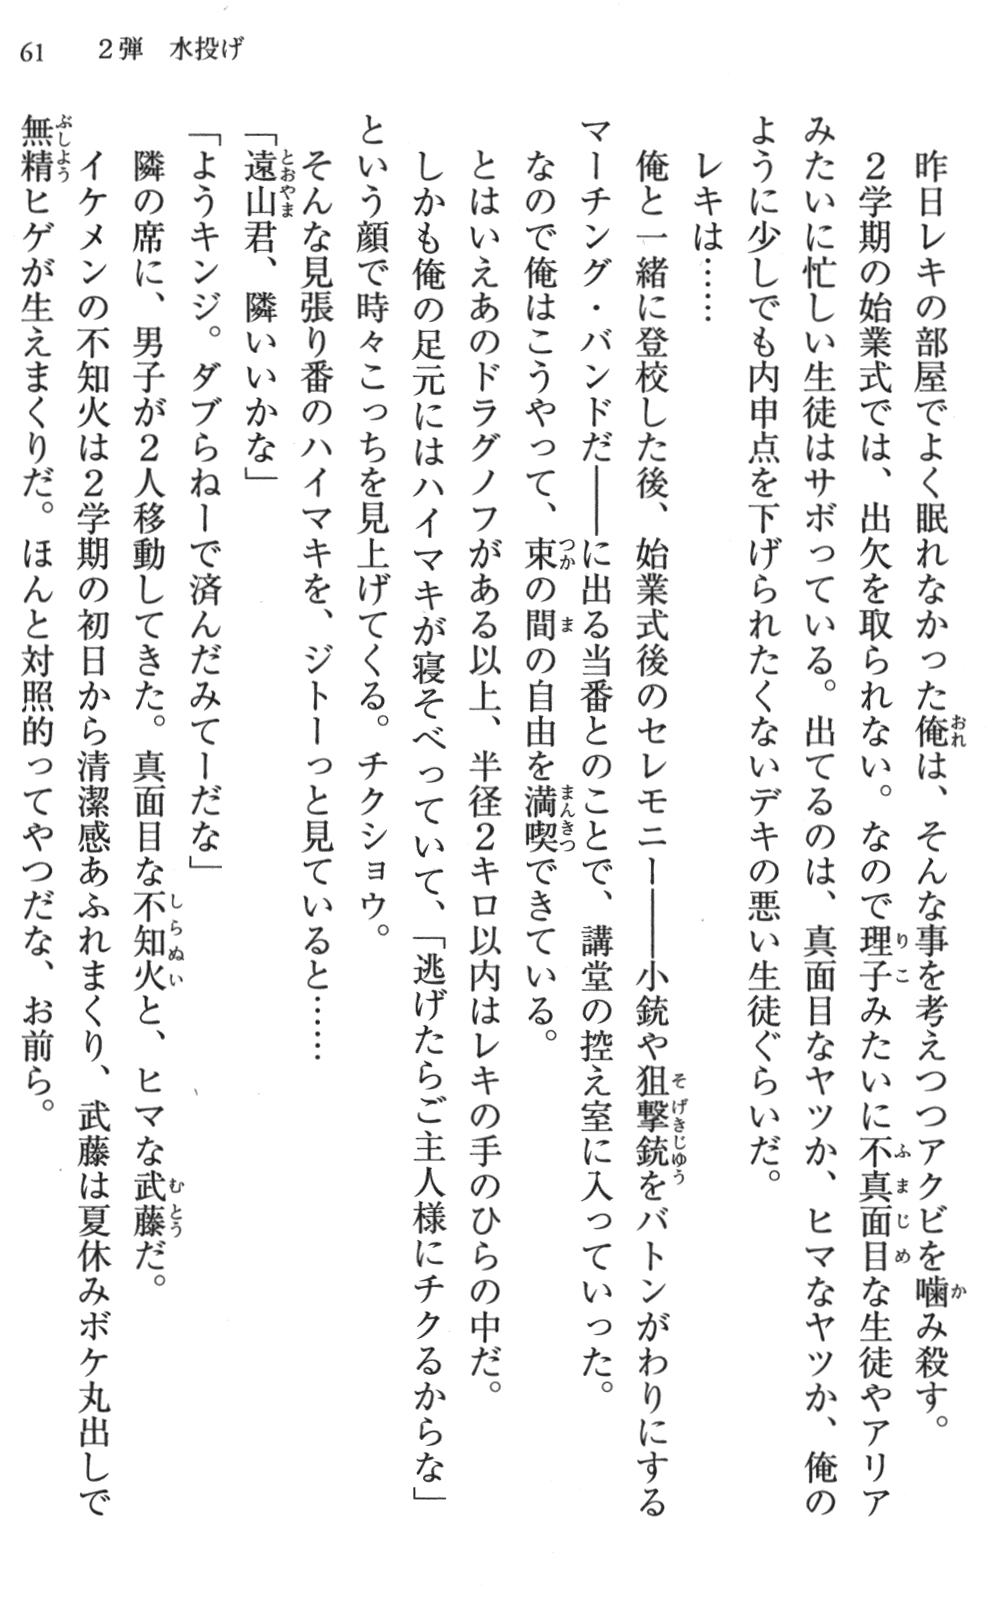 61　2弾　水投げ
　昨日レキの部屋でよく眠れなかった俺は、そんな事を考えつつアクビを噛み殺す。
　2学期の始業式では、出欠を取られない。なので理子みたいに不真面目な生徒やアリア
みたいに忙しい生徒はサボっている。出てるのは、真面目なヤツか、ヒマなヤツか、俺の
ように少しでも内申点を下げられたくないデキの悪い生徒ぐらいだ。
　レキは……
　俺と一緒に登校した後、始業式後のセレモニー――小銃や狙撃銃をバトンがわりにする
マーチング・バンドだ――に出る当番とのことで、講堂の控え室に入っていった。
　なので俺はこうやって、束の間の自由を満喫できている。
　とはいえあのドラグノフがある以上、半径2キロ以内はレキの手のひらの中だ。
　しかも俺の足元にはハイマキが寝そべっていて、「逃げたらご主人様にチクるからな」
という顔で時々こっちを見上げてくる。チクショウ。
　そんな見張り番のハイマキを、ジトーっと見ていると……
「遠山君、隣いいかな」
「ようキンジ。ダブらねーで済んだみてーだな」
　隣の席に、男子が2人移動してきた。真面目な不知火と、ヒマな武藤だ。
　イケメンの不知火は2学期の初日から清潔感あふれまくり、武藤は夏休みボケ丸出しで
無精ヒゲが生えまくりだ。ほんと対照的ってやつだな、お前ら。